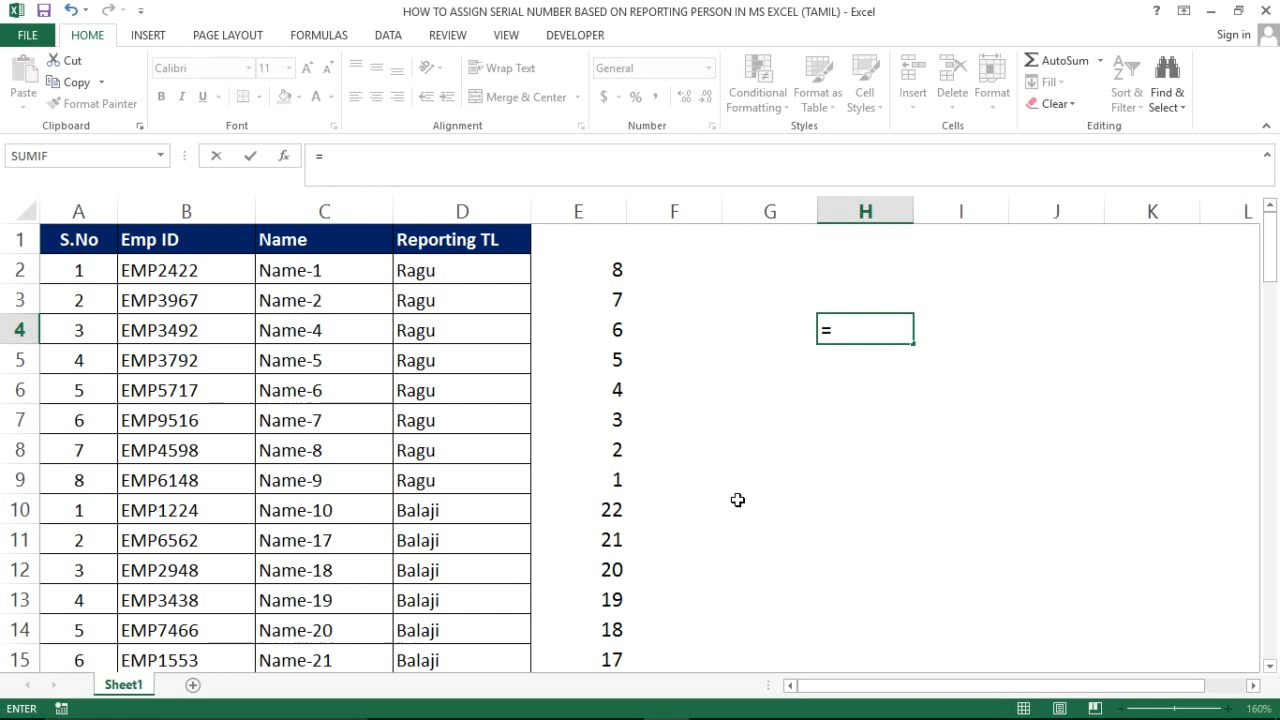 HOW TO ASSIGN SERIAL NUMBER BASED ON REPORTING PERSON IN MS EXCEL (TAMIL) - Excel
?
FILE HOME INSERT PAGE LAYOUT FORMULAS DATA REVIEW VIEW DEVELOPER Sign in
Paste
Cut
Copy
Format Painter
Clipboard
Calibri 11
B I U
Font
Wrap Text
Merge & Center
Alignment
General
$ % ,
Number
Conditional Formatting
Format as Table
Cell Styles
Styles
Insert Delete Format
Cells
AutoSum
Fill
Clear
Sort & Filter
Find & Select
Editing
SUMIF fx =
A B C D E F G H I J K L
1 S.No Emp ID Name Reporting TL
2 1 EMP2422 Name-1 Ragu 8
3 2 EMP3967 Name-2 Ragu 7
4 3 EMP3492 Name-4 Ragu 6 =
5 4 EMP3792 Name-5 Ragu 5
6 5 EMP5717 Name-6 Ragu 4
7 6 EMP9516 Name-7 Ragu 3
8 7 EMP4598 Name-8 Ragu 2
9 8 EMP6148 Name-9 Ragu 1
10 1 EMP1224 Name-10 Balaji 22
11 2 EMP6562 Name-17 Balaji 21
12 3 EMP2948 Name-18 Balaji 20
13 4 EMP3438 Name-19 Balaji 19
14 5 EMP7466 Name-20 Balaji 18
15 6 EMP1553 Name-21 Balaji 17
Sheet1
ENTER 160%